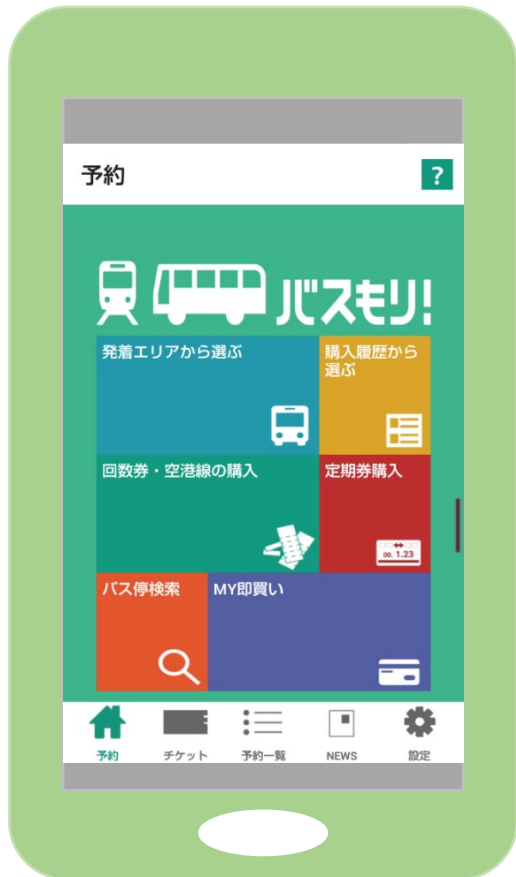 予約
?
バスもり!
発着エリアから選ぶ
購入履歴から
選ぶ
回数券・空港線の購入
定期券購入
00. 1.23
バス停検索
MY即買い
予約
チケット
予約一覧
NEWS
設定